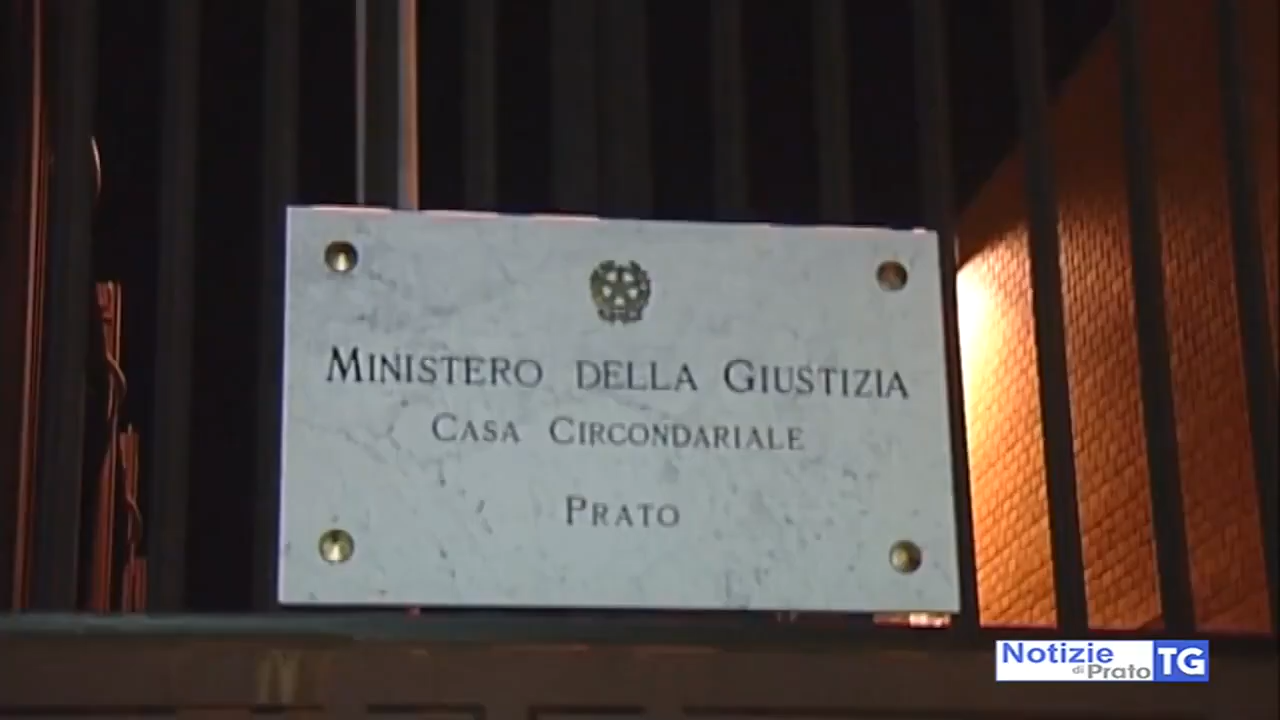 MINISTERO DELLA GIUSTIZIA
CASA CIRCONDARIALE
PRATO
Notizie di Prato TG